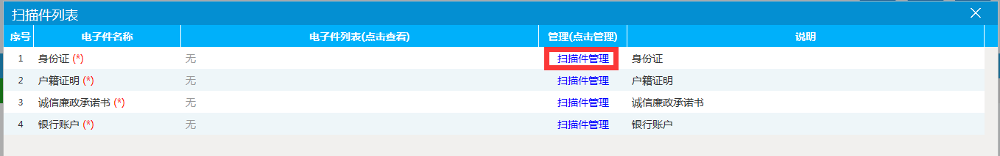 扫描件列表
序号 电子件名称 电子件列表(点击查看) 管理(点击管理) 说明
1 身份证 (*) 无 扫描件管理 身份证
2 户籍证明 (*) 无 扫描件管理 户籍证明
3 诚信廉政承诺书 (*) 无 扫描件管理 诚信廉政承诺书
4 银行账户 (*) 无 扫描件管理 银行账户